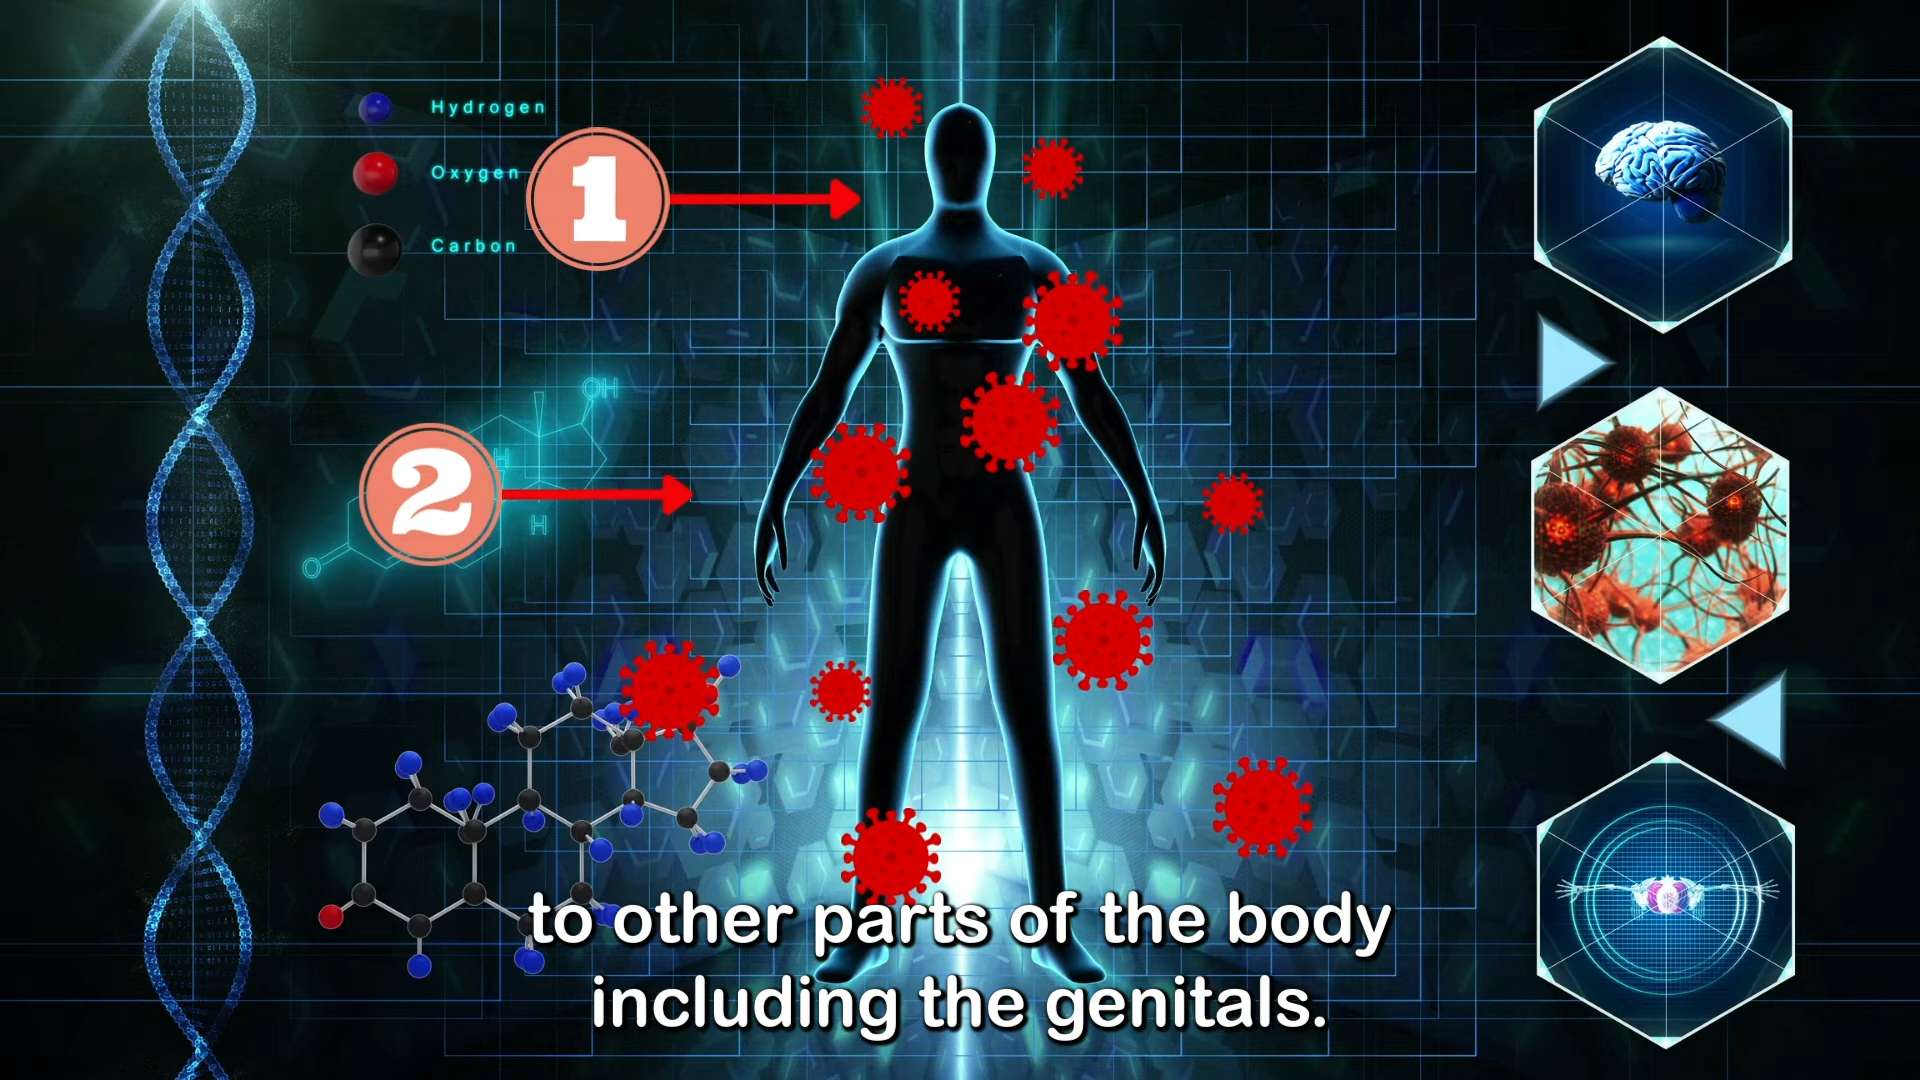 Hydrogen
Oxygen
Carbon
1
OH
H
2
H
O
to other parts of the body
including the genitals.